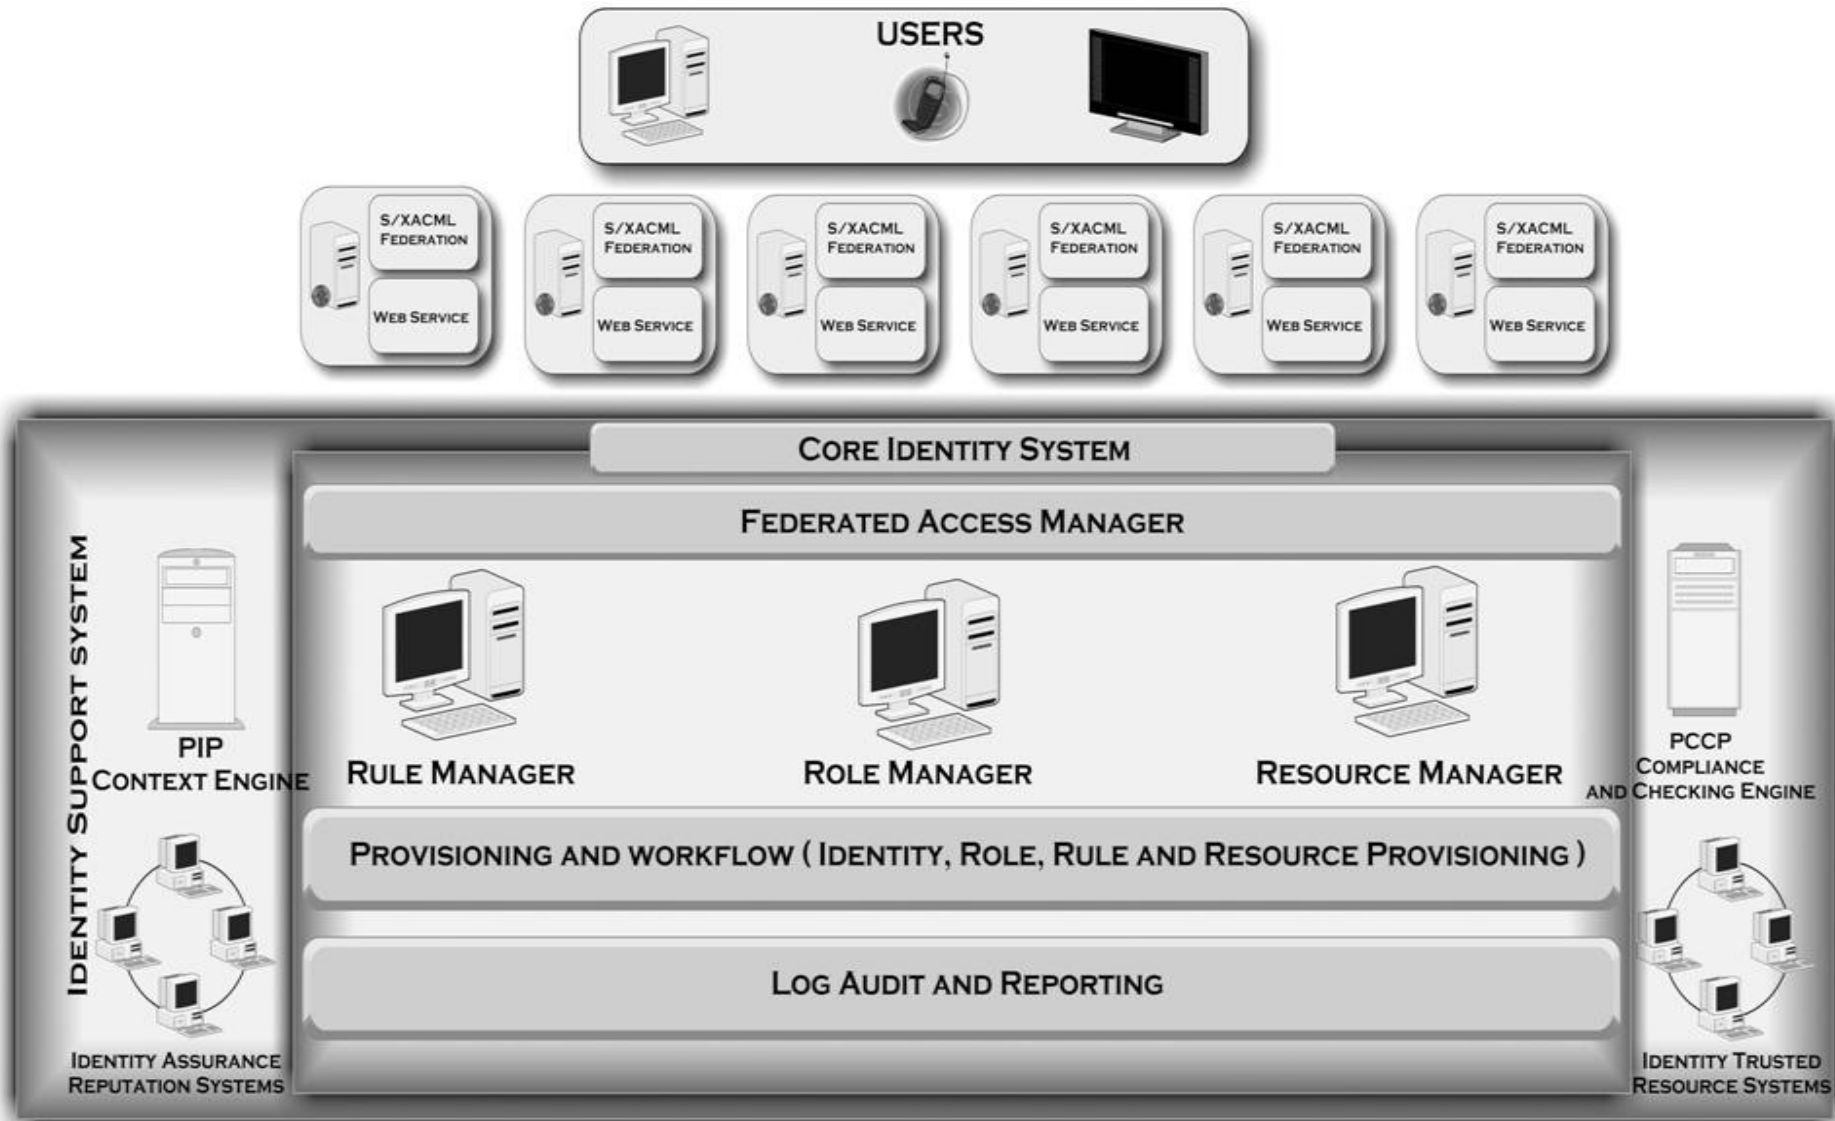 USERS
S/XACML
FEDERATION
WEB SERVICE
S/XACML
FEDERATION
WEB SERVICE
S/XACML
FEDERATION
WEB SERVICE
S/XACML
FEDERATION
WEB SERVICE
S/XACML
FEDERATION
WEB SERVICE
S/XACML
FEDERATION
WEB SERVICE
IDENTITY SUPPORT SYSTEM
CORE IDENTITY SYSTEM
FEDERATED ACCESS MANAGER
PIP
CONTEXT ENGINE
RULE MANAGER
ROLE MANAGER
RESOURCE MANAGER
PCCP
COMPLIANCE
AND CHECKING ENGINE
PROVISIONING AND WORKFLOW ( IDENTITY, ROLE, RULE AND RESOURCE PROVISIONING )
LOG AUDIT AND REPORTING
IDENTITY ASSURANCE
REPUTATION SYSTEMS
IDENTITY TRUSTED
RESOURCE SYSTEMS